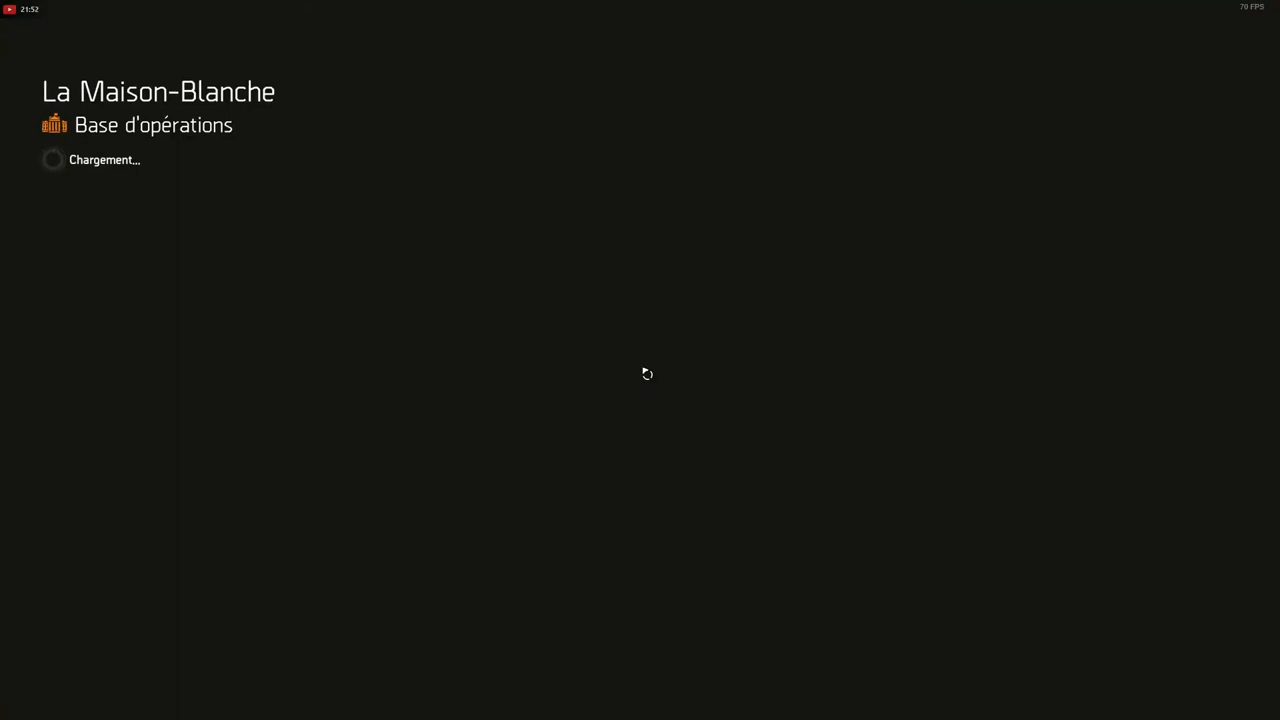 21:52
70 FPS
La Maison-Blanche
Base d'opérations
Chargement...